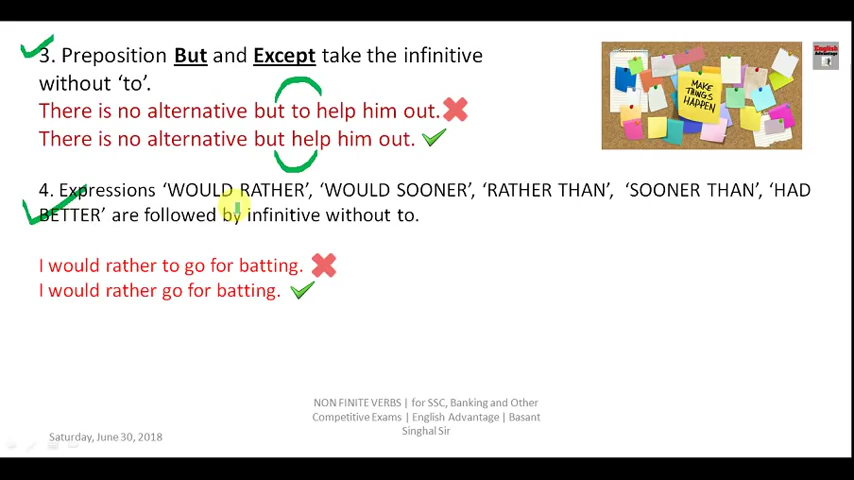 3. Preposition But and Except take the infinitive
without ‘to’.
There is no alternative but to help him out.
There is no alternative but help him out.
4. Expressions ‘WOULD RATHER’, ‘WOULD SOONER’, ‘RATHER THAN’, ‘SOONER THAN’, ‘HAD
BETTER’ are followed by infinitive without to.
I would rather to go for batting.
I would rather go for batting.
MAKE
THINGS
HAPPEN
English
Advantage
NON FINITE VERBS | for SSC, Banking and Other
Competitive Exams | English Advantage | Basant
Singhal Sir
Saturday, June 30, 2018